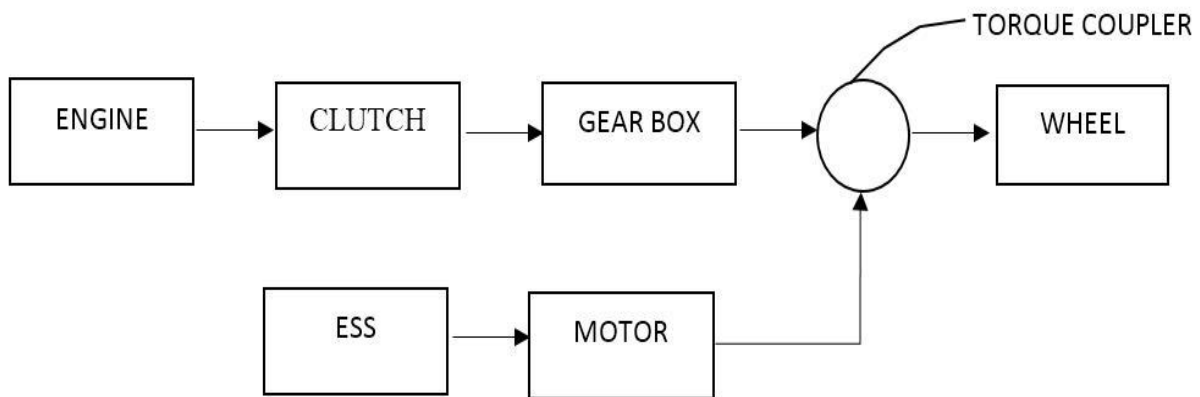 TORQUE COUPLER
ENGINE
CLUTCH
GEAR BOX
WHEEL
ESS
MOTOR